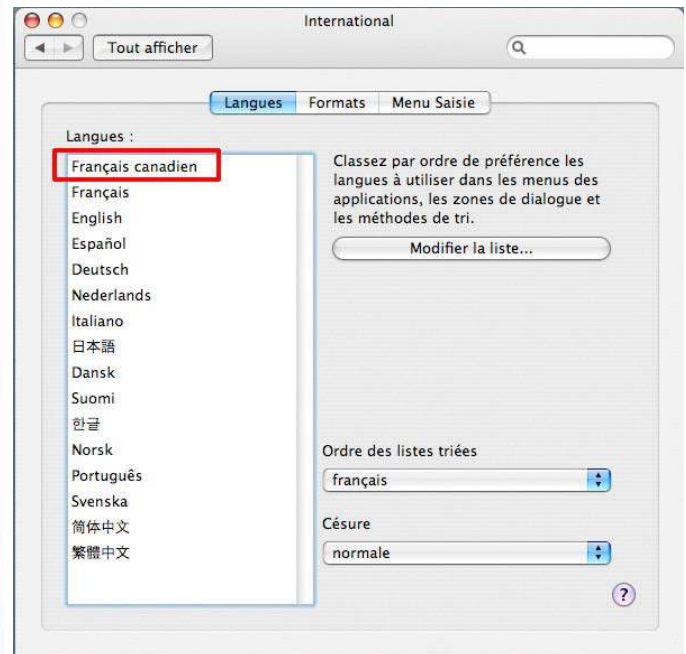 International
Tout afficher
Langues
Formats
Menu Saisie
Langues :
Français canadien
Français
English
Español
Deutsch
Nederlands
Italiano
日本語
Dansk
Suomi
한글
Norsk
Português
Svenska
简体中文
繁體中文
Classez par ordre de préférence les
langues à utiliser dans les menus des
applications, les zones de dialogue et
les méthodes de tri.
Modifier la liste...
Ordre des listes triées
français
Césure
normale
?